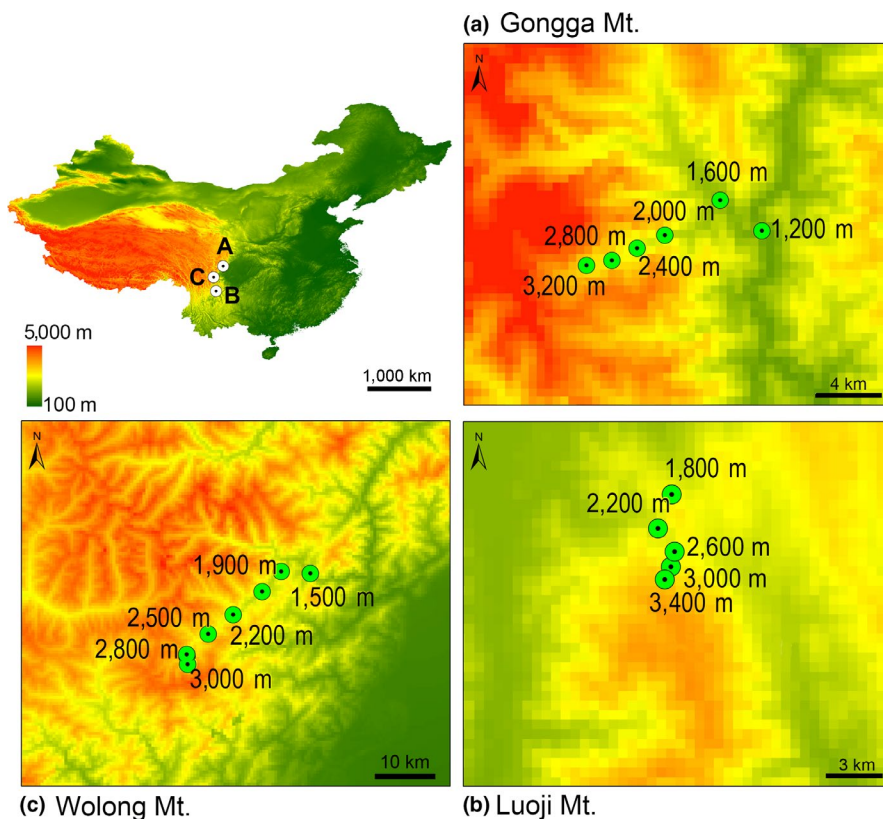 (a) Gongga Mt.
N
1,600 m
2,000 m
1,200 m
2,800 m
2,400 m
3,200 m
4 km
A
C
B
5,000 m
100 m
1,000 km
N
1,900 m
1,500 m
2,500 m
2,200 m
2,800 m
3,000 m
10 km
(c) Wolong Mt.
N
1,800 m
2,200 m
2,600 m
3,000 m
3,400 m
3 km
(b) Luoji Mt.